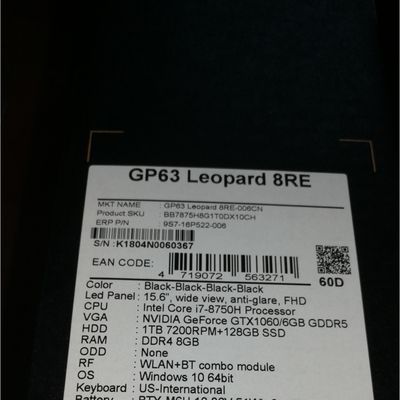 GP63 Leopard 8RE
MKT NAME : GP63 Leopard 8RE-006CN
Product SKU : BB7875H8G1T0DX10CH
ERP P/N : 9S7-16P522-006
S/N : K1804N0060367
EAN CODE: 4 719072 563271
60D
Color : Black-Black-Black-Black
Led Panel : 15.6", wide view, anti-glare, FHD
CPU : Intel Core i7-8750H Processor
VGA : NVIDIA GeForce GTX1060/6GB GDDR5
HDD : 1TB 7200RPM+128GB SSD
RAM : DDR4 8GB
ODD : None
RF : WLAN+BT combo module
OS : Windows 10 64bit
Keyboard : US-International
Battery